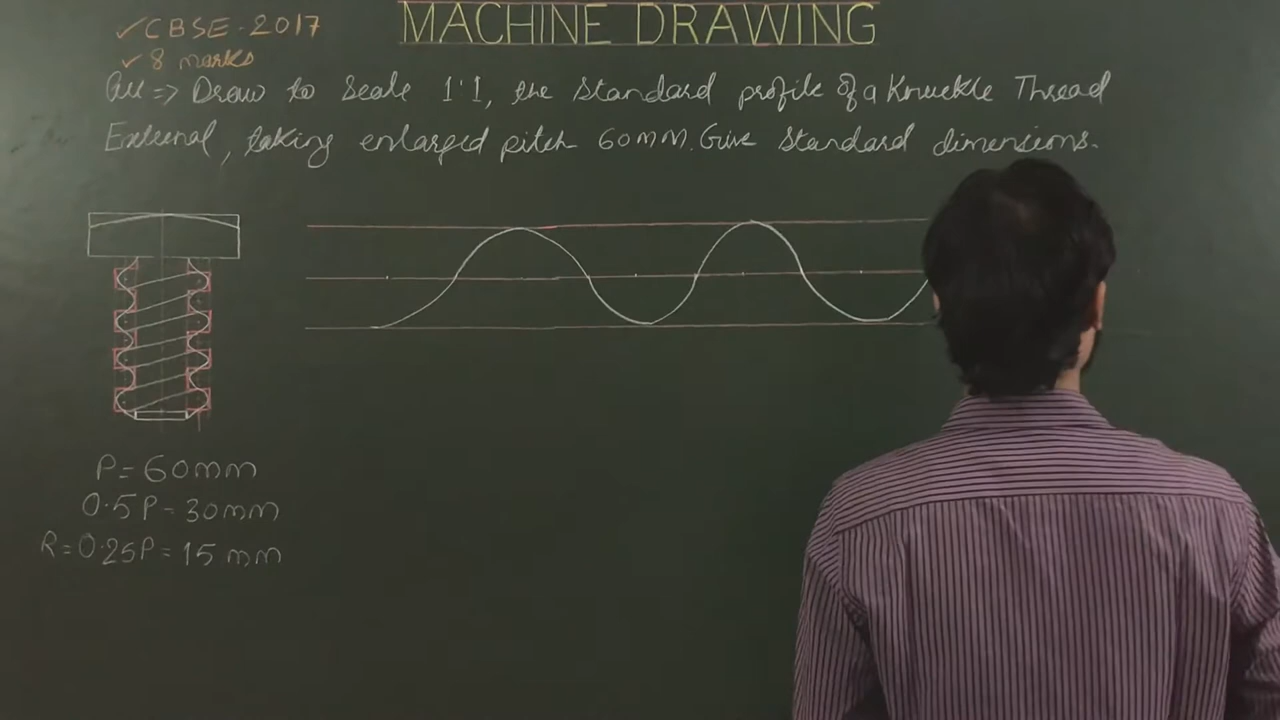 MACHINE DRAWING
✓CBSE-2017
✓ 8 marks
Qu => Draw to Scale 1:1, the Standard profile of a Knuckle Thread
External, taking enlarged pitch 60mm. Give Standard dimensions.
P=60mm
0.5P=30mm
R=0.25P=15mm